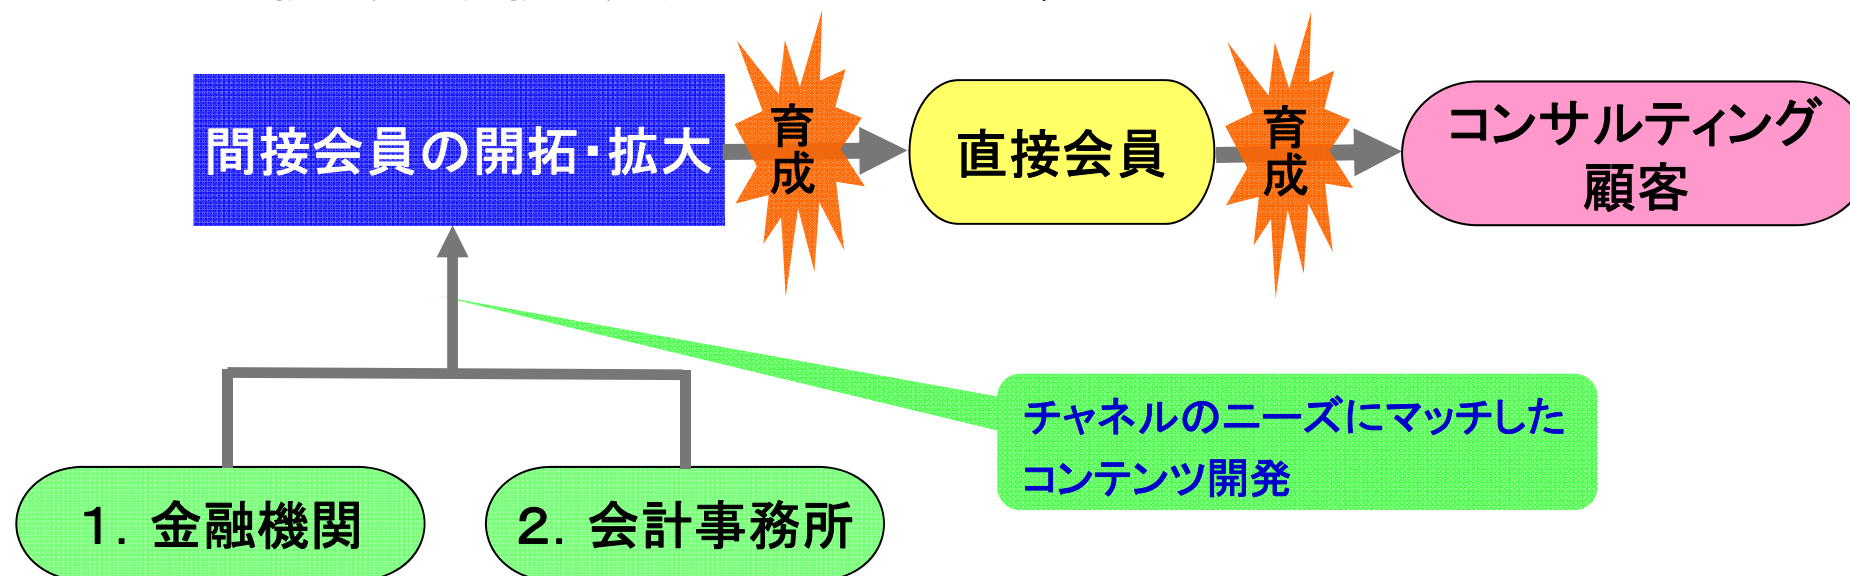 間接会員の開拓・拡大
育
成
直接会員
育
成
コンサルティング
顧客
チャネルのニーズにマッチした
コンテンツ開発
１．金融機関
２．会計事務所